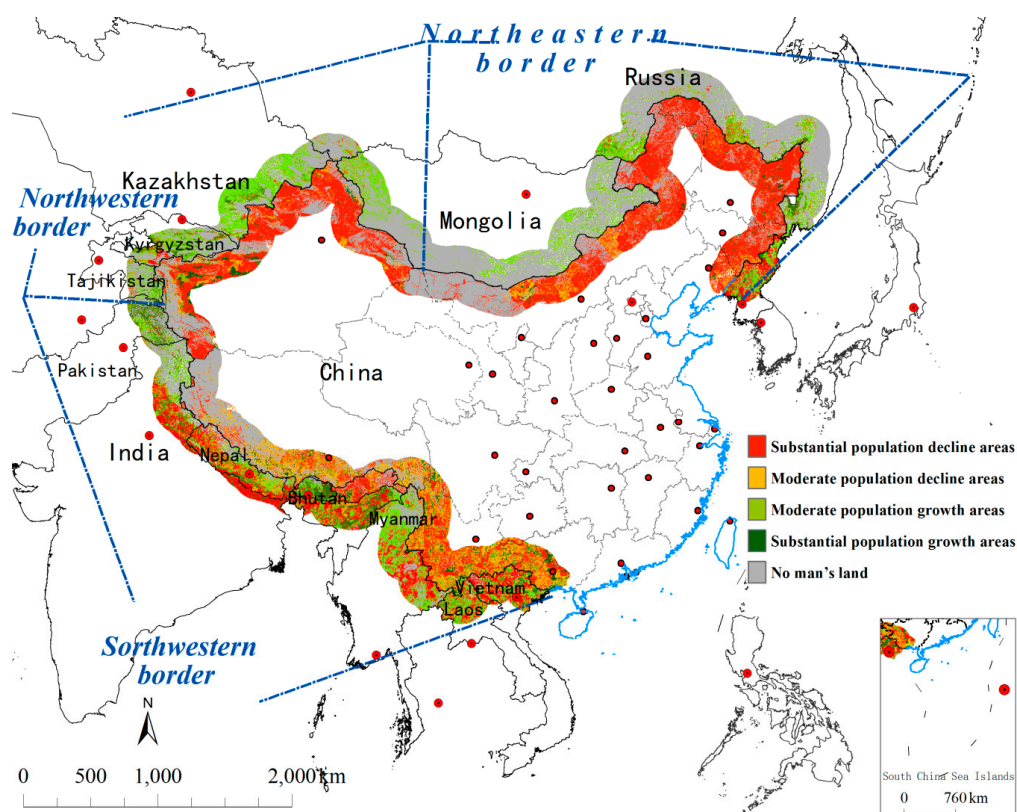 Northeastern
border
Russia
Kazakhstan
Northwestern
border
Mongolia
Kyrgyzstan
Tajikistan
China
Pakistan
India
Nepal
Bhutan
Myanmar
Vietnam
Laos
Sorthwestern
border
Substantial population decline areas
Moderate population decline areas
Moderate population growth areas
Substantial population growth areas
No man's land
N
0 500 1,000 2,000 km
South China Sea Islands
0 760 km